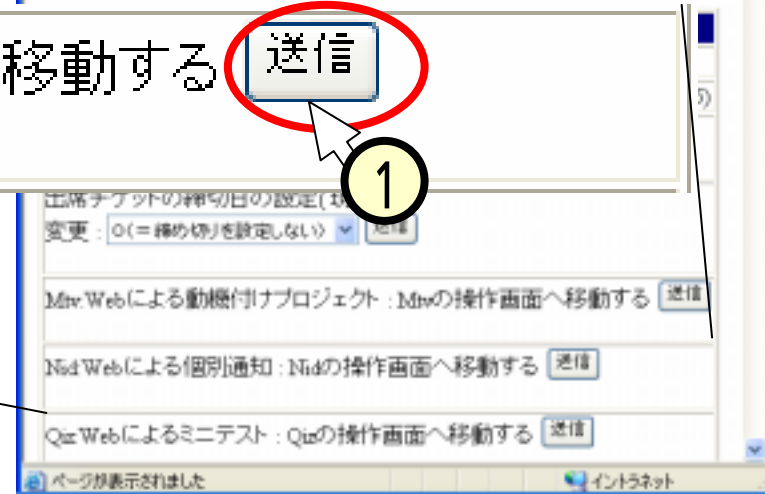 移動する 送信
1
の)
出席チケットの締切日の設定(
変更 : 0(=締め切りを設定しない) 送信
Mtv:Webによる動機付けプロジェクト : Mtvの操作画面へ移動する 送信
Nid:Webによる個別通知 : Nidの操作画面へ移動する 送信
Qiz:Webによるミニテスト : Qizの操作画面へ移動する 送信
ページが表示されました イントラネット